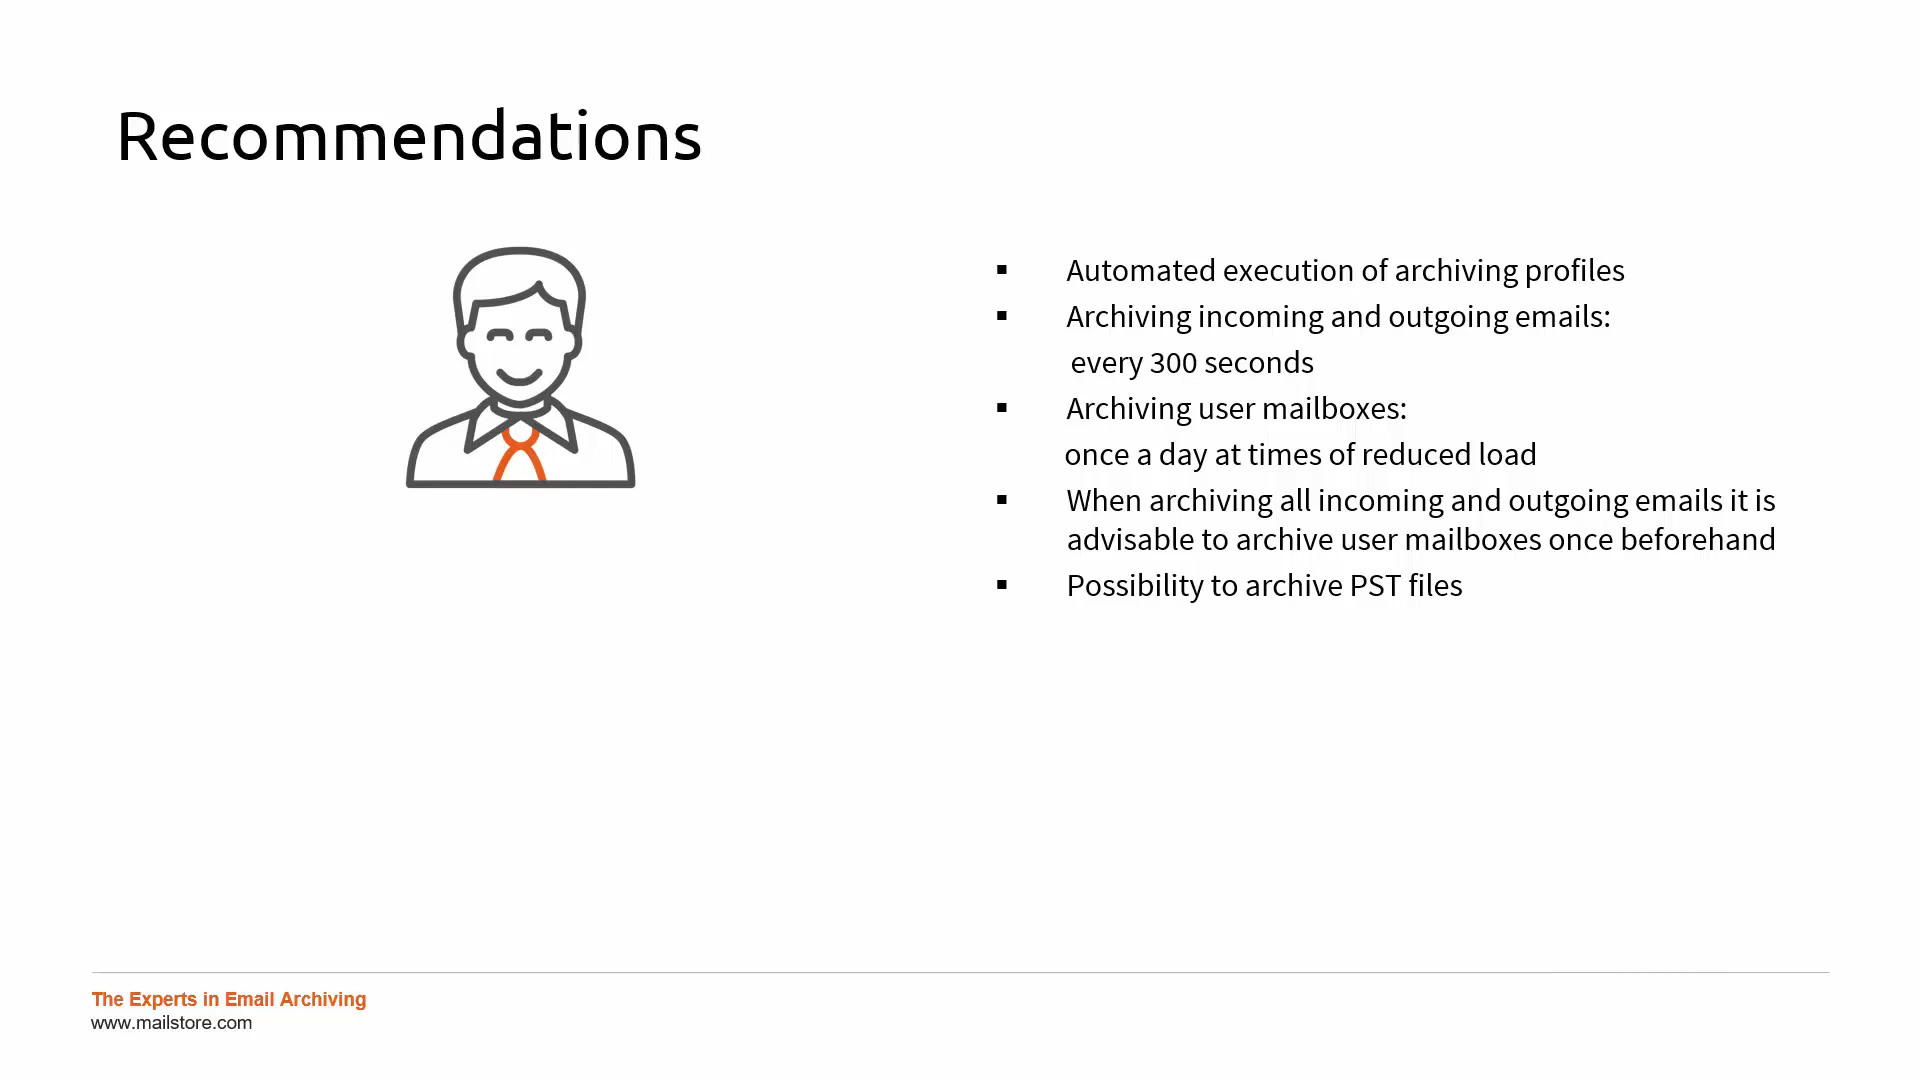 Recommendations
▪ Automated execution of archiving profiles
▪ Archiving incoming and outgoing emails:
every 300 seconds
▪ Archiving user mailboxes:
once a day at times of reduced load
▪ When archiving all incoming and outgoing emails it is
advisable to archive user mailboxes once beforehand
▪ Possibility to archive PST files
The Experts in Email Archiving
www.mailstore.com